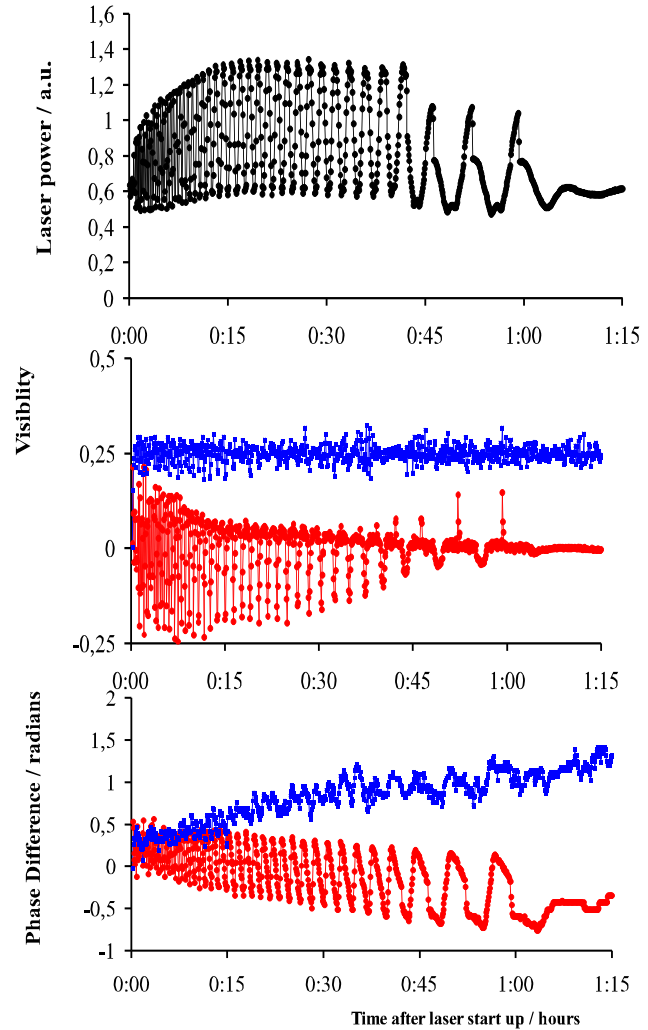 Laser power / a.u.
1,6
1,4
1,2
1
0,8
0,6
0,4
0,2
0
0:00 0:15 0:30 0:45 1:00 1:15
Visiblity
0,5
0,25
0
-0,25
0:00 0:15 0:30 0:45 1:00 1:15
Phase Difference / radians
2
1,5
1
0,5
0
-0,5
-1
0:00 0:15 0:30 0:45 1:00 1:15
Time after laser start up / hours